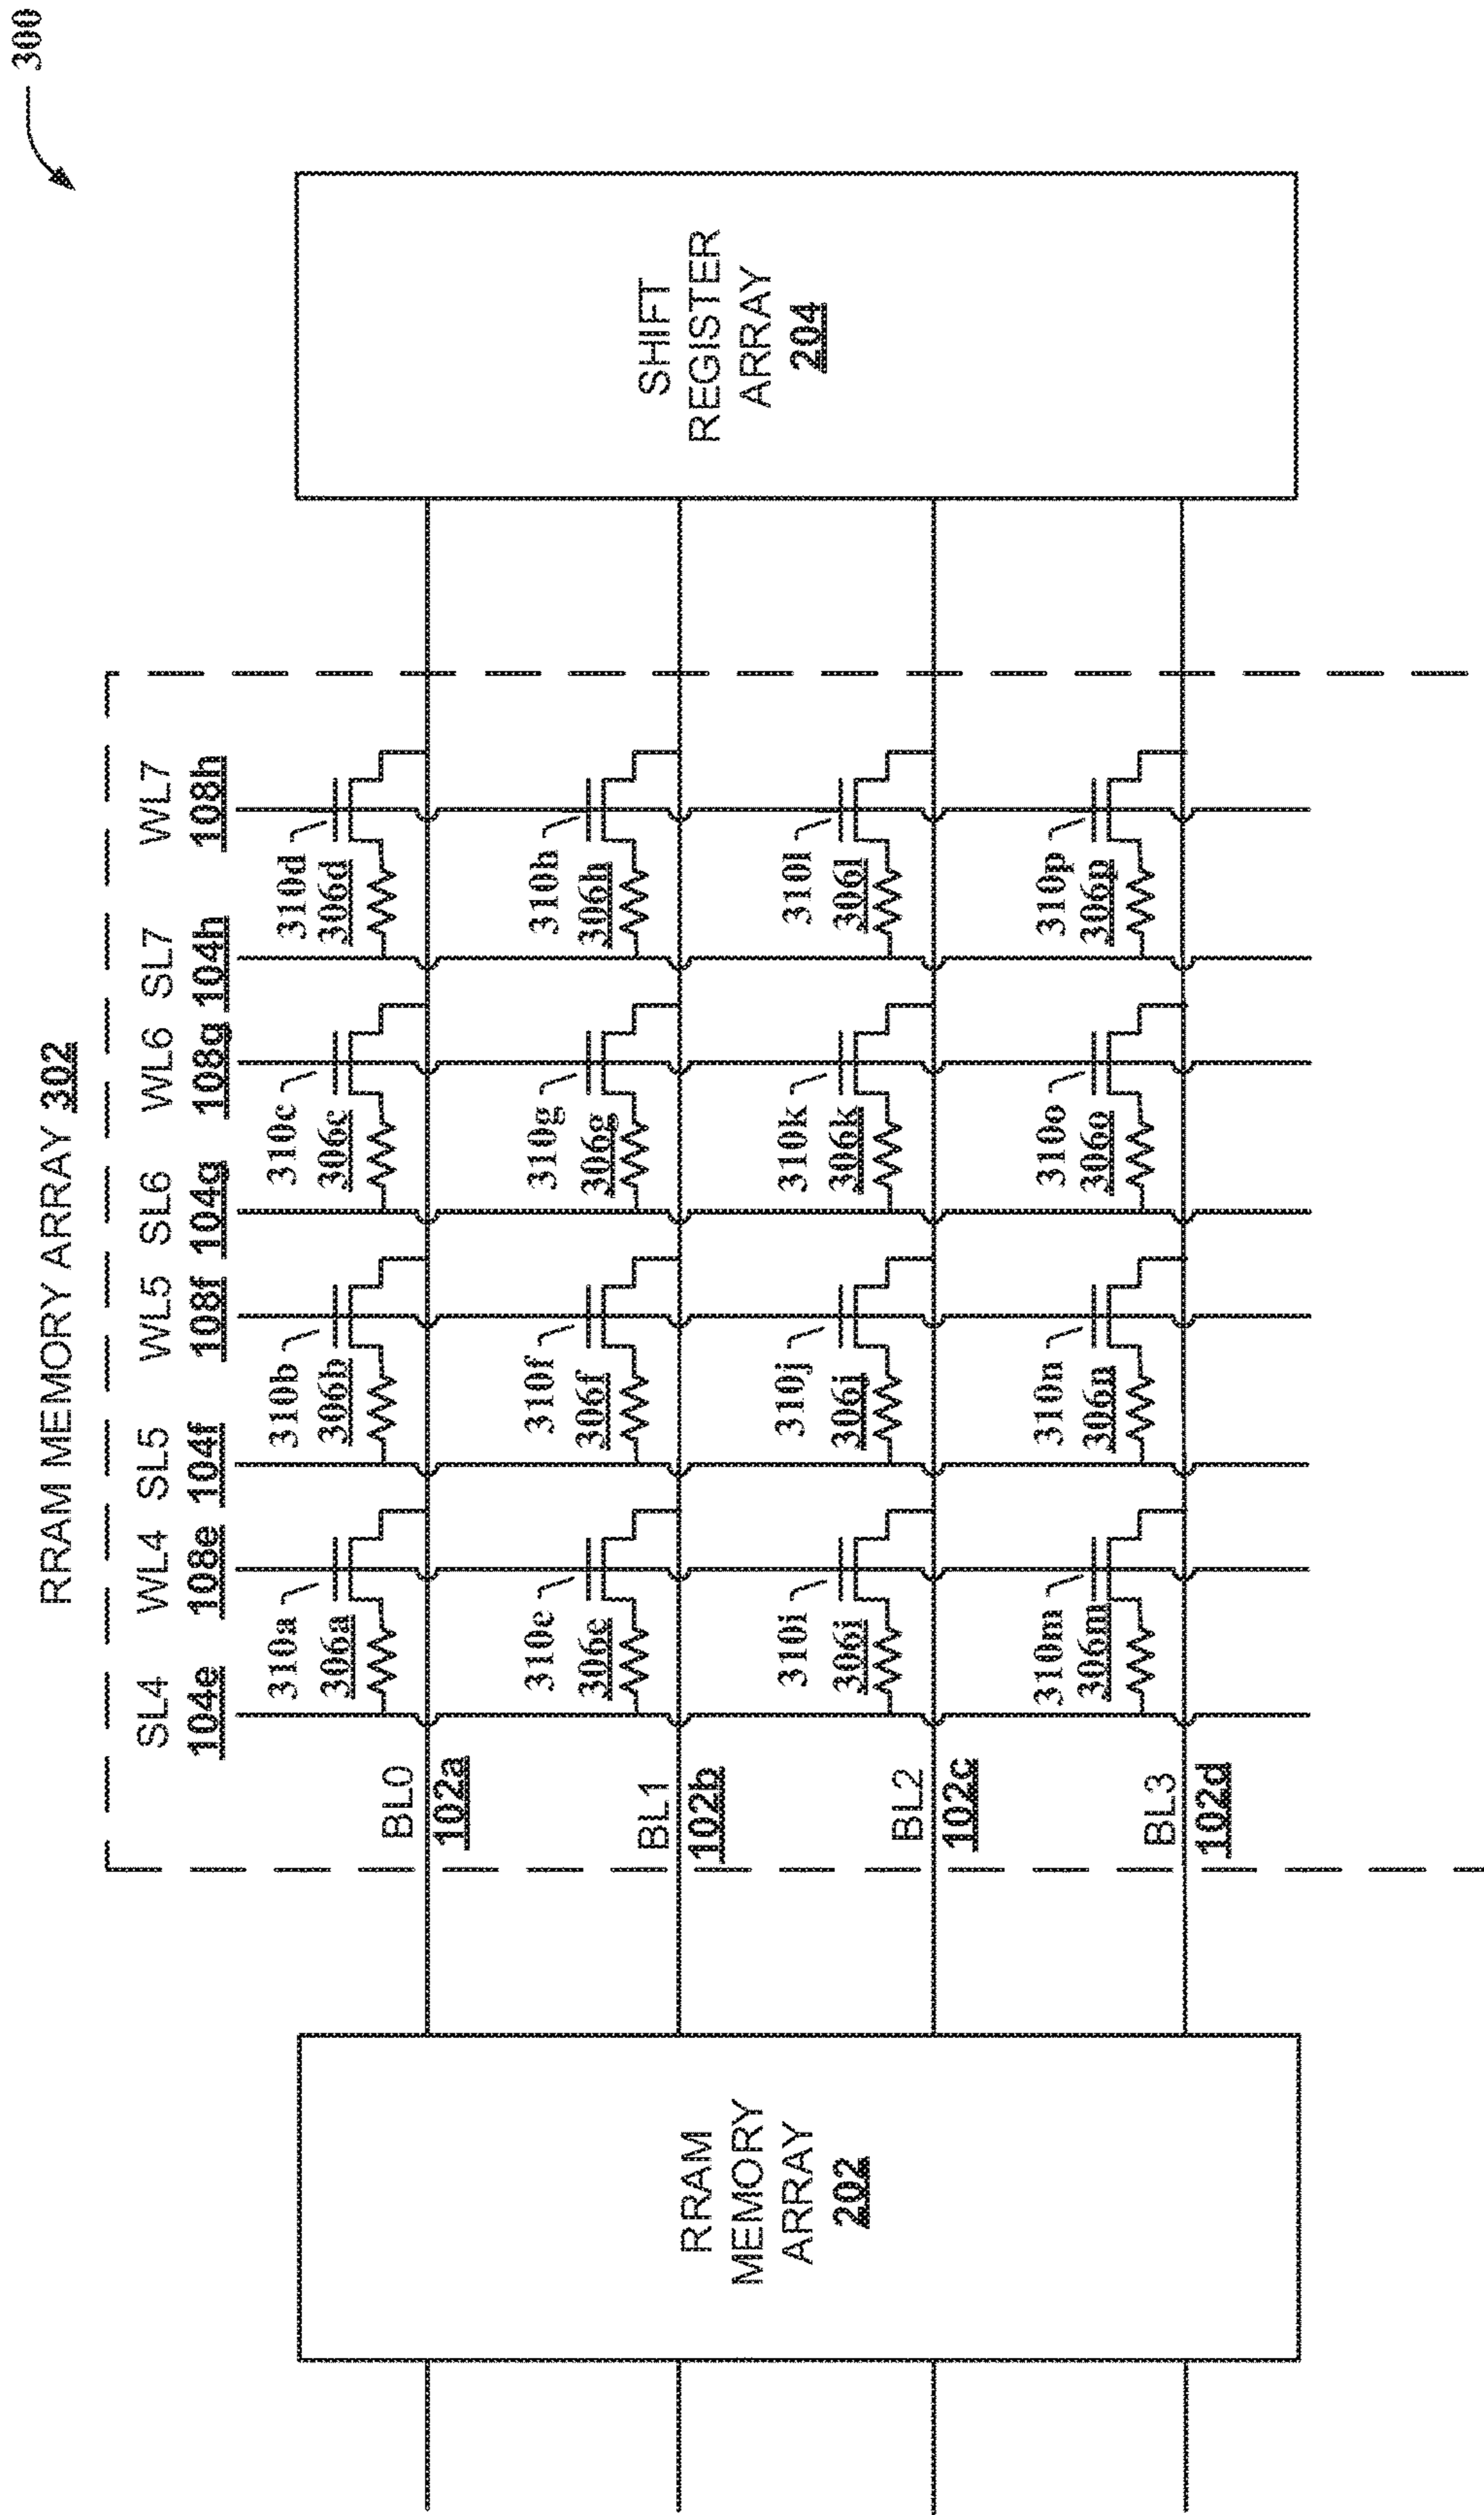 300
RRAM MEMORY ARRAY 302
SL4 WL4 SL5 WL5 SL6 WL6 SL7 WL7
104e 108e 104f 108f 104g 108g 104h 108h
310a 310b 310c 310d
306a 306b 306c 306d
BL0
102a
310e 310f 310g 310h
306e 306f 306g 306h
BL1
102b
310i 310j 310k 310l
306i 306j 306k 306l
BL2
102c
310m 310n 310o 310p
306m 306n 306o 306p
BL3
102d
RRAM
MEMORY
ARRAY
202
SHIFT
REGISTER
ARRAY
204